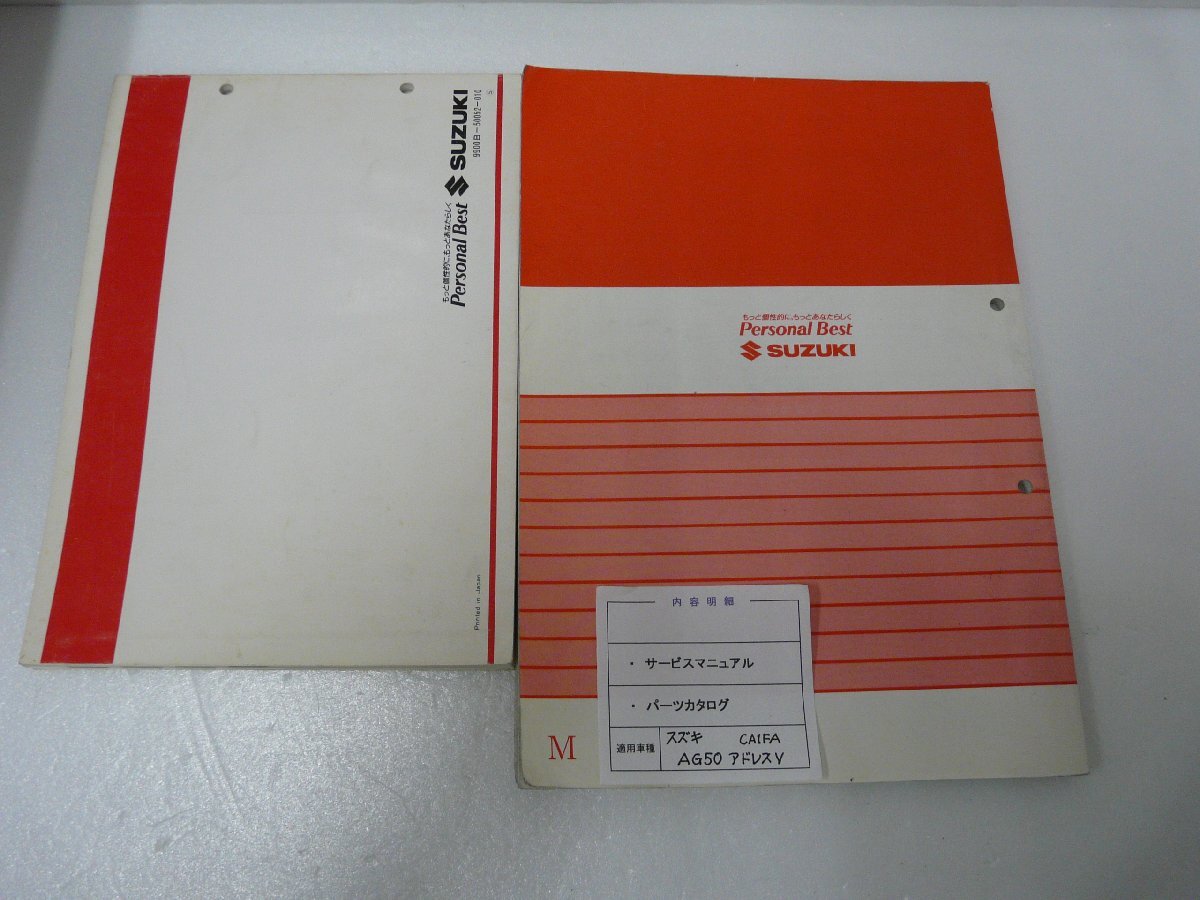 もっと個性的に、もっとあなたらしく
Personal Best
SUZUKI
9900B-50052-010
S
Printed in Japan
もっと個性的に、もっとあなたらしく
Personal Best
SUZUKI
M
内容明細
・ サービスマニュアル
・ パーツカタログ
適用車種 スズキ CA1FA
AG50 アドレスV